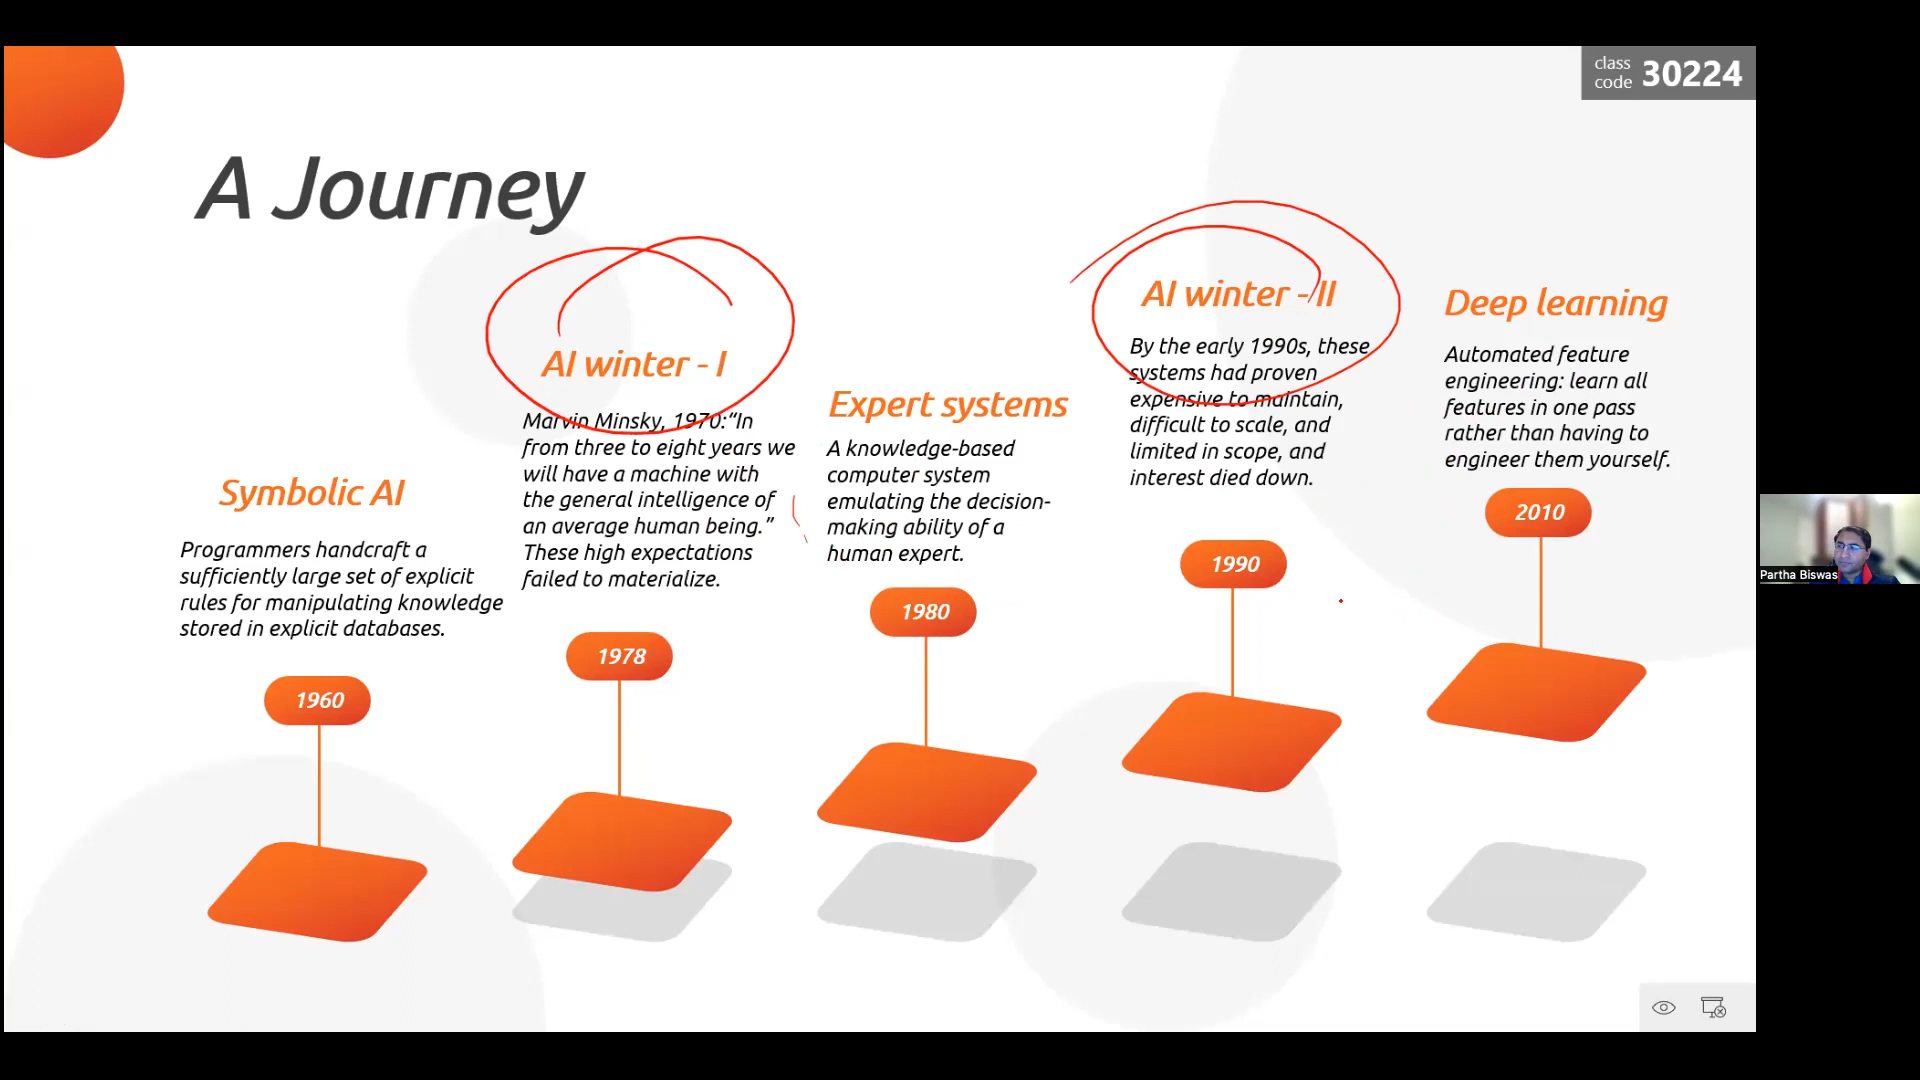 class
code 30224
A Journey
Symbolic AI
Programmers handcraft a
sufficiently large set of explicit
rules for manipulating knowledge
stored in explicit databases.
1960
AI winter - I
Marvin Minsky, 1970:“In
from three to eight years we
will have a machine with
the general intelligence of
an average human being.”
These high expectations
failed to materialize.
1978
Expert systems
A knowledge-based
computer system
emulating the decision-
making ability of a
human expert.
1980
AI winter - II
By the early 1990s, these
systems had proven
expensive to maintain,
difficult to scale, and
limited in scope, and
interest died down.
1990
Deep learning
Automated feature
engineering: learn all
features in one pass
rather than having to
engineer them yourself.
2010
Partha Biswas